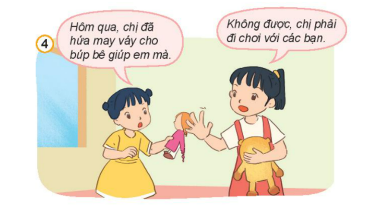 4
Hôm qua, chị đã
hứa may váy cho
búp bê giúp em mà.
Không được, chị phải
đi chơi với các bạn.